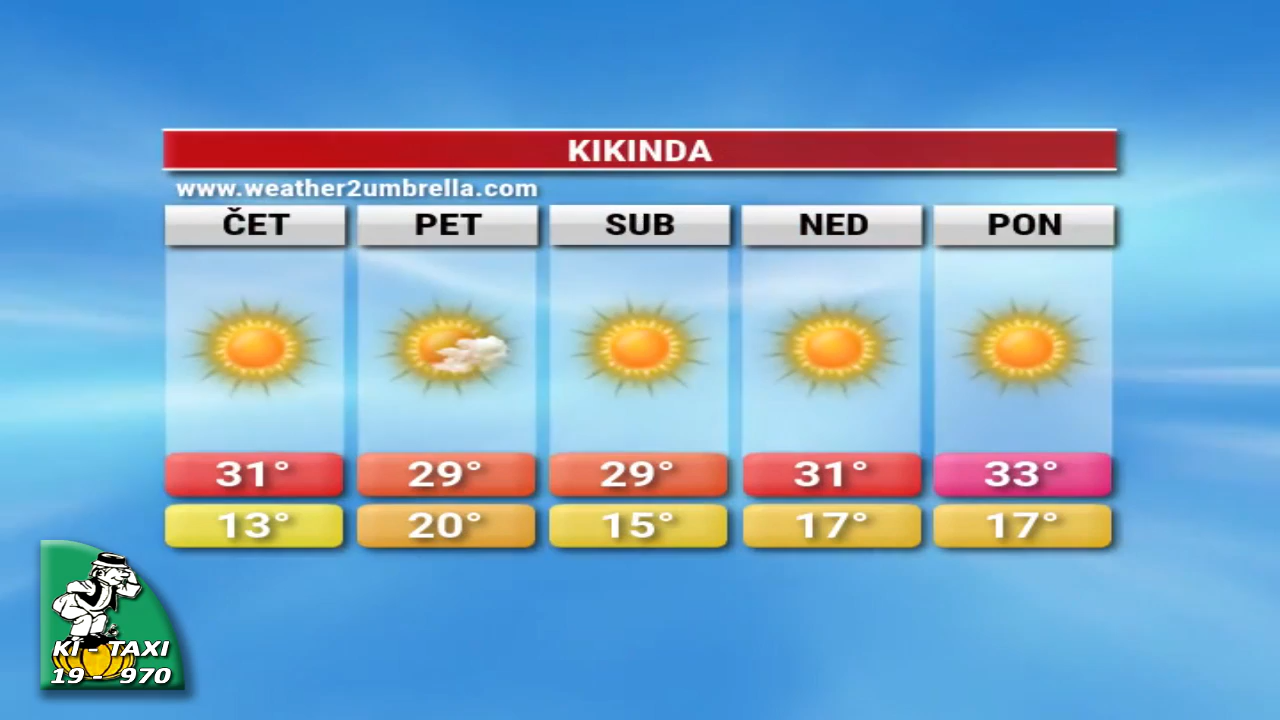 KIKINDA
www.weather2umbrella.com
ČET PET SUB NED PON
31° 29° 29° 31° 33°
13° 20° 15° 17° 17°
KI - TAXI
19 - 970